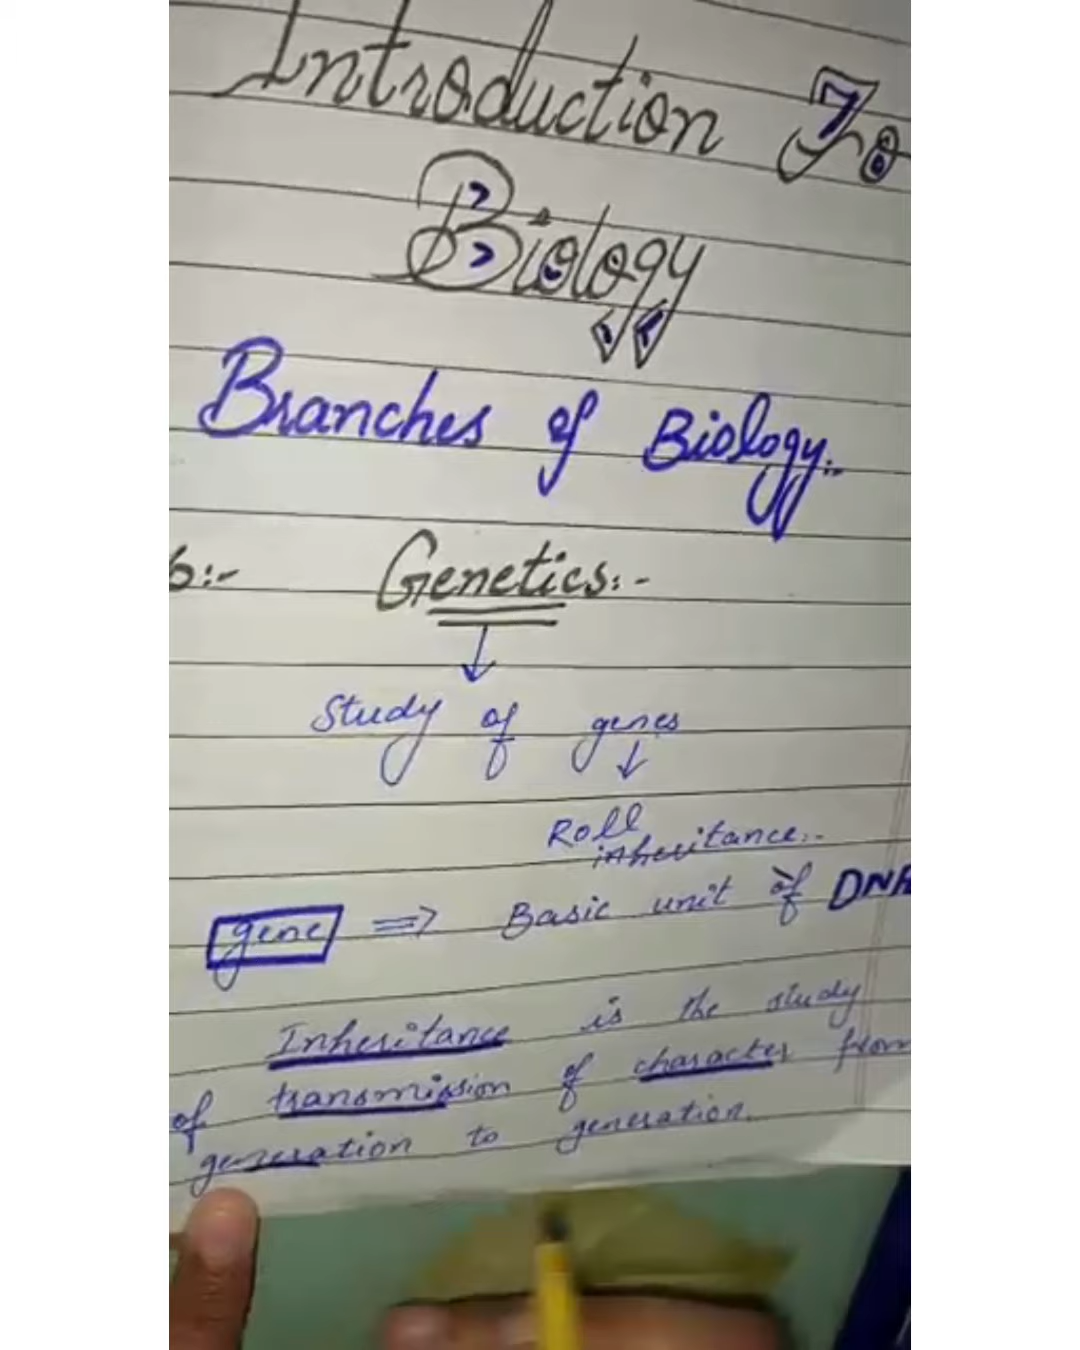 Introduction To
Biology
Branches of Biology:-
6:- Genetics:-
↓
Study of genes
↓
Roll
inheritance:-
gene => Basic unit of DNA
Inheritance is the study
of transmission of character from
generation to generation.